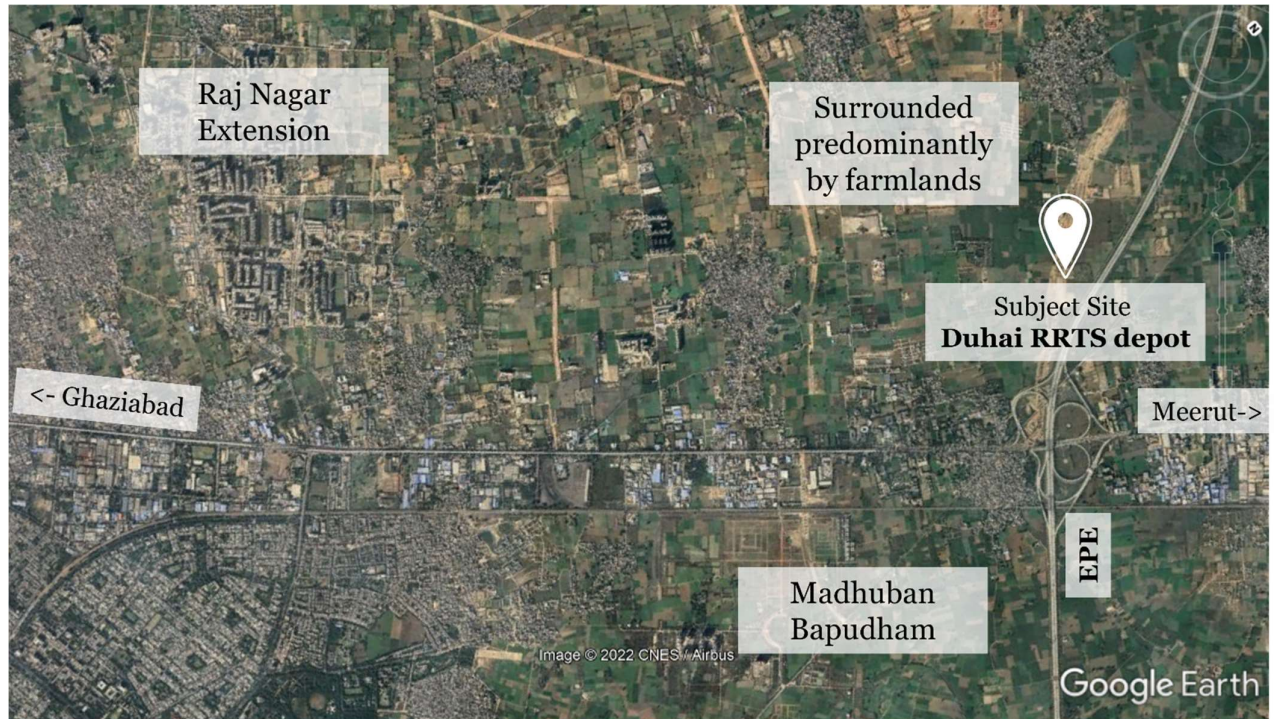 Raj Nagar
Extension
Surrounded
predominantly
by farmlands
N
Subject Site
Duhai RRTS depot
<- Ghaziabad
Meerut->
EPE
Madhuban
Bapudham
Image © 2022 CNES / Airbus
Google Earth